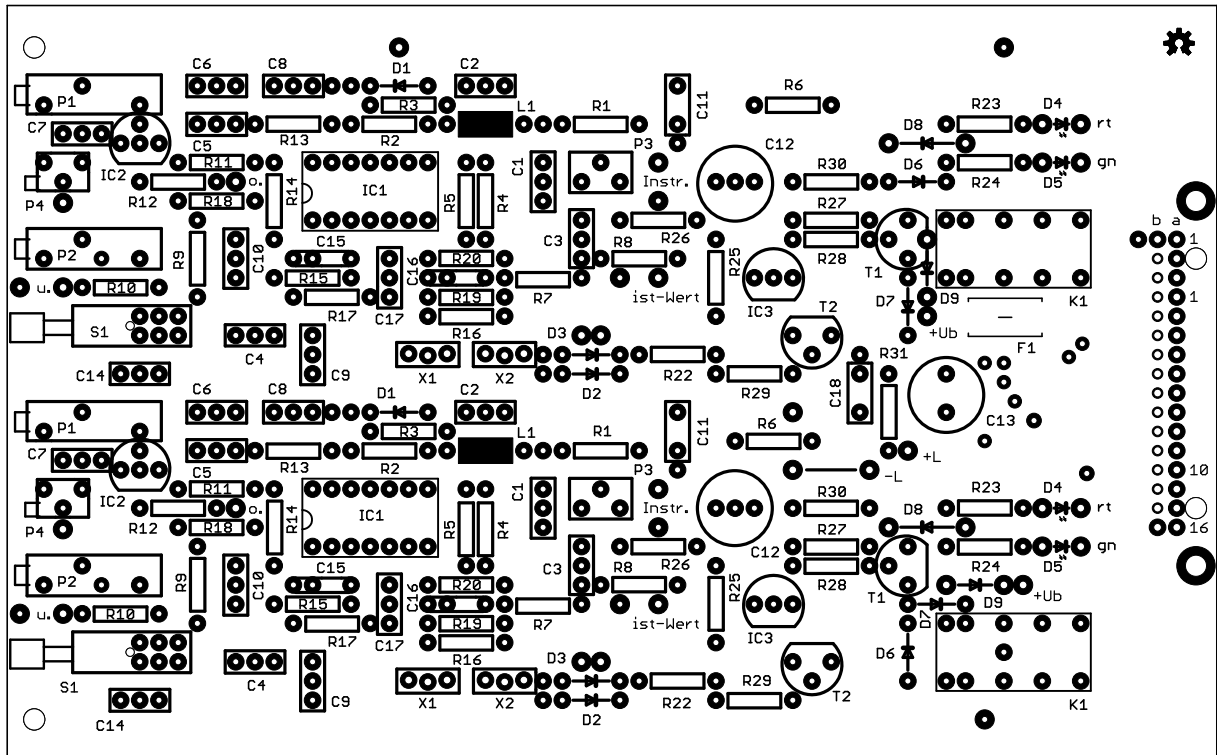 C6 C8 D1 C2
P1 R3 L1 R1 C11 R6 R23 D4 rt
C7 C5 R13 R2 P3 C12 D8
IC2 R11 R14 IC1 C1 R30 D6 R24 D5 gn
P4 R12 o. R18 R5 R4 Instr. R27 b a
P2 R9 C10 C15 R20 C3 R8 R26 R25 R28 T1 1
u. R10 R15 C16 R19 R7 ist-Wert IC3 D7 D9 K1 1
S1 R17 C17 R16 D3 T2 +Ub F1
C4 C9 X1 X2 D2 R22 R29 C18 R31
C14
C6 C8 D1 C2 C13
P1 R3 L1 R1 C11 R6
C7 C5 R13 R2 P3 +L
IC2 R11 C1 -L 10
P4 R12 o. R18 R14 IC1 R5 R4 Instr. C12 R30 D8 R23 D4 rt
R27 16
P2 R9 C10 C15 R20 C3 R8 R26 R25 R28 T1 R24 D5 gn
u. R10 R15 C16 R19 R7 ist-Wert IC3 D7 D9 +Ub
S1 R17 C17 R16 D3 D6
C4 C9 X1 X2 D2 R22 R29 T2 K1
C14